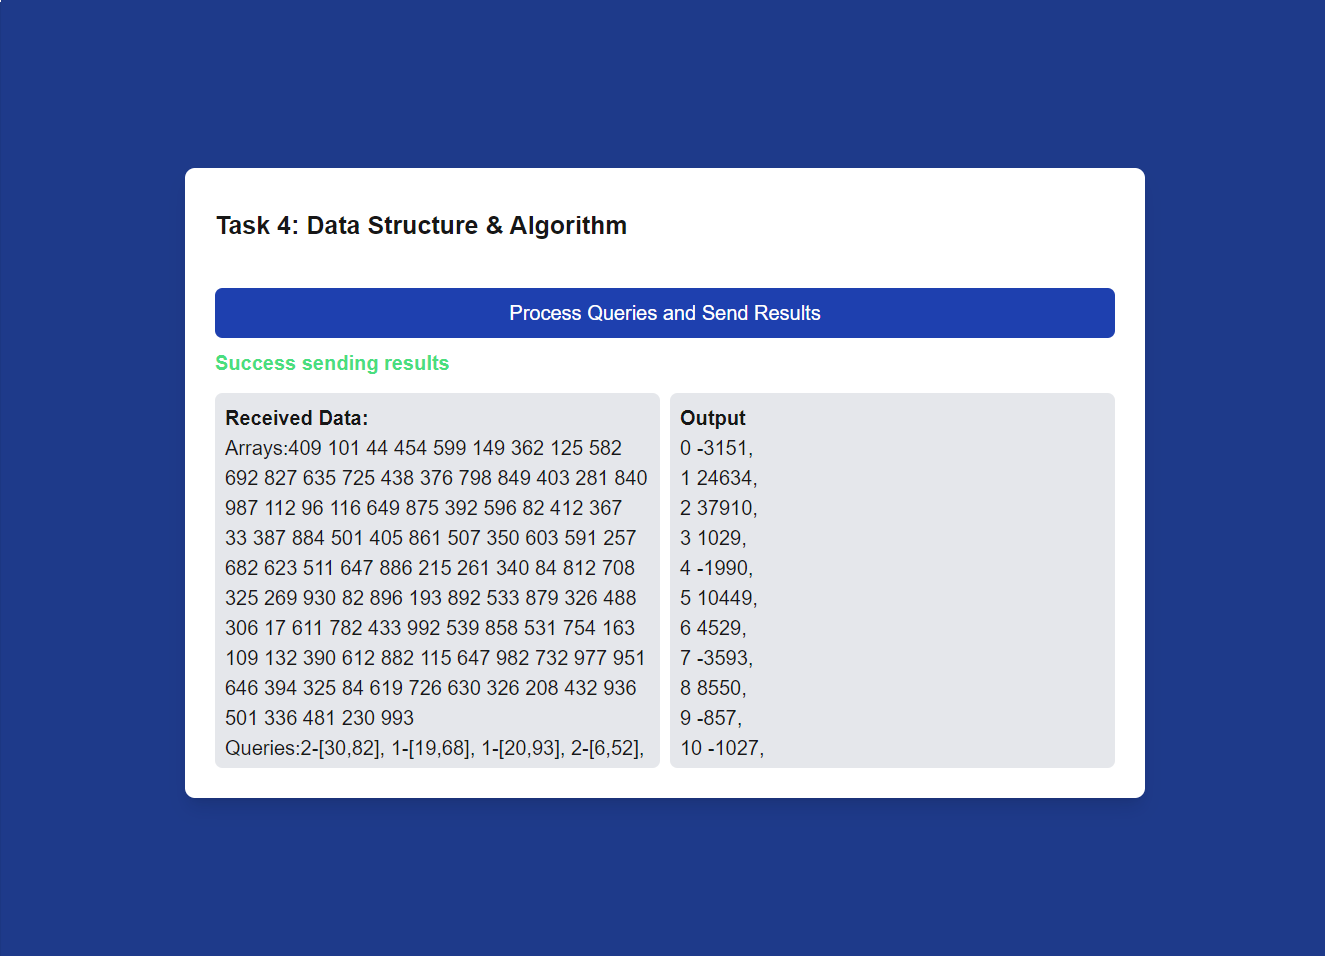 Task 4: Data Structure & Algorithm
Process Queries and Send Results
Success sending results
Received Data:
Arrays:409 101 44 454 599 149 362 125 582
692 827 635 725 438 376 798 849 403 281 840
987 112 96 116 649 875 392 596 82 412 367
33 387 884 501 405 861 507 350 603 591 257
682 623 511 647 886 215 261 340 84 812 708
325 269 930 82 896 193 892 533 879 326 488
306 17 611 782 433 992 539 858 531 754 163
109 132 390 612 882 115 647 982 732 977 951
646 394 325 84 619 726 630 326 208 432 936
501 336 481 230 993
Queries:2-[30,82], 1-[19,68], 1-[20,93], 2-[6,52],
Output
0 -3151,
1 24634,
2 37910,
3 1029,
4 -1990,
5 10449,
6 4529,
7 -3593,
8 8550,
9 -857,
10 -1027,